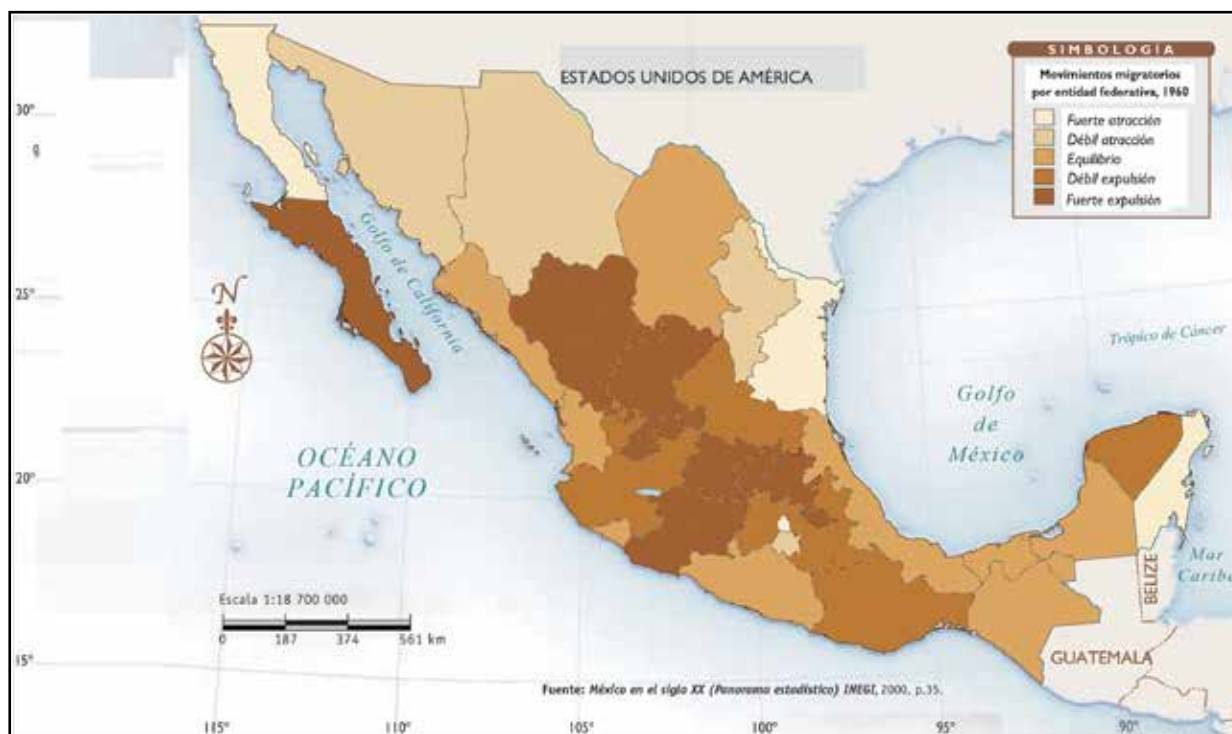 ESTADOS UNIDOS DE AMÉRICA
SIMBOLOGÍA
Movimientos migratorios
por entidad federativa, 1960
Fuerte atracción
Débil atracción
Equilibrio
Débil expulsión
Fuerte expulsión
30°
25°
20°
15°
Golfo de California
N
Trópico de Cáncer
Golfo
de
México
OCÉANO
PACÍFICO
BELIZE
Mar
Caribe
GUATEMALA
Escala 1:18 700 000
0 187 374 561 km
Fuente: México en el siglo XX (Panorama estadístico) INEGI, 2000, p.35.
115° 110° 105° 100° 95° 90°